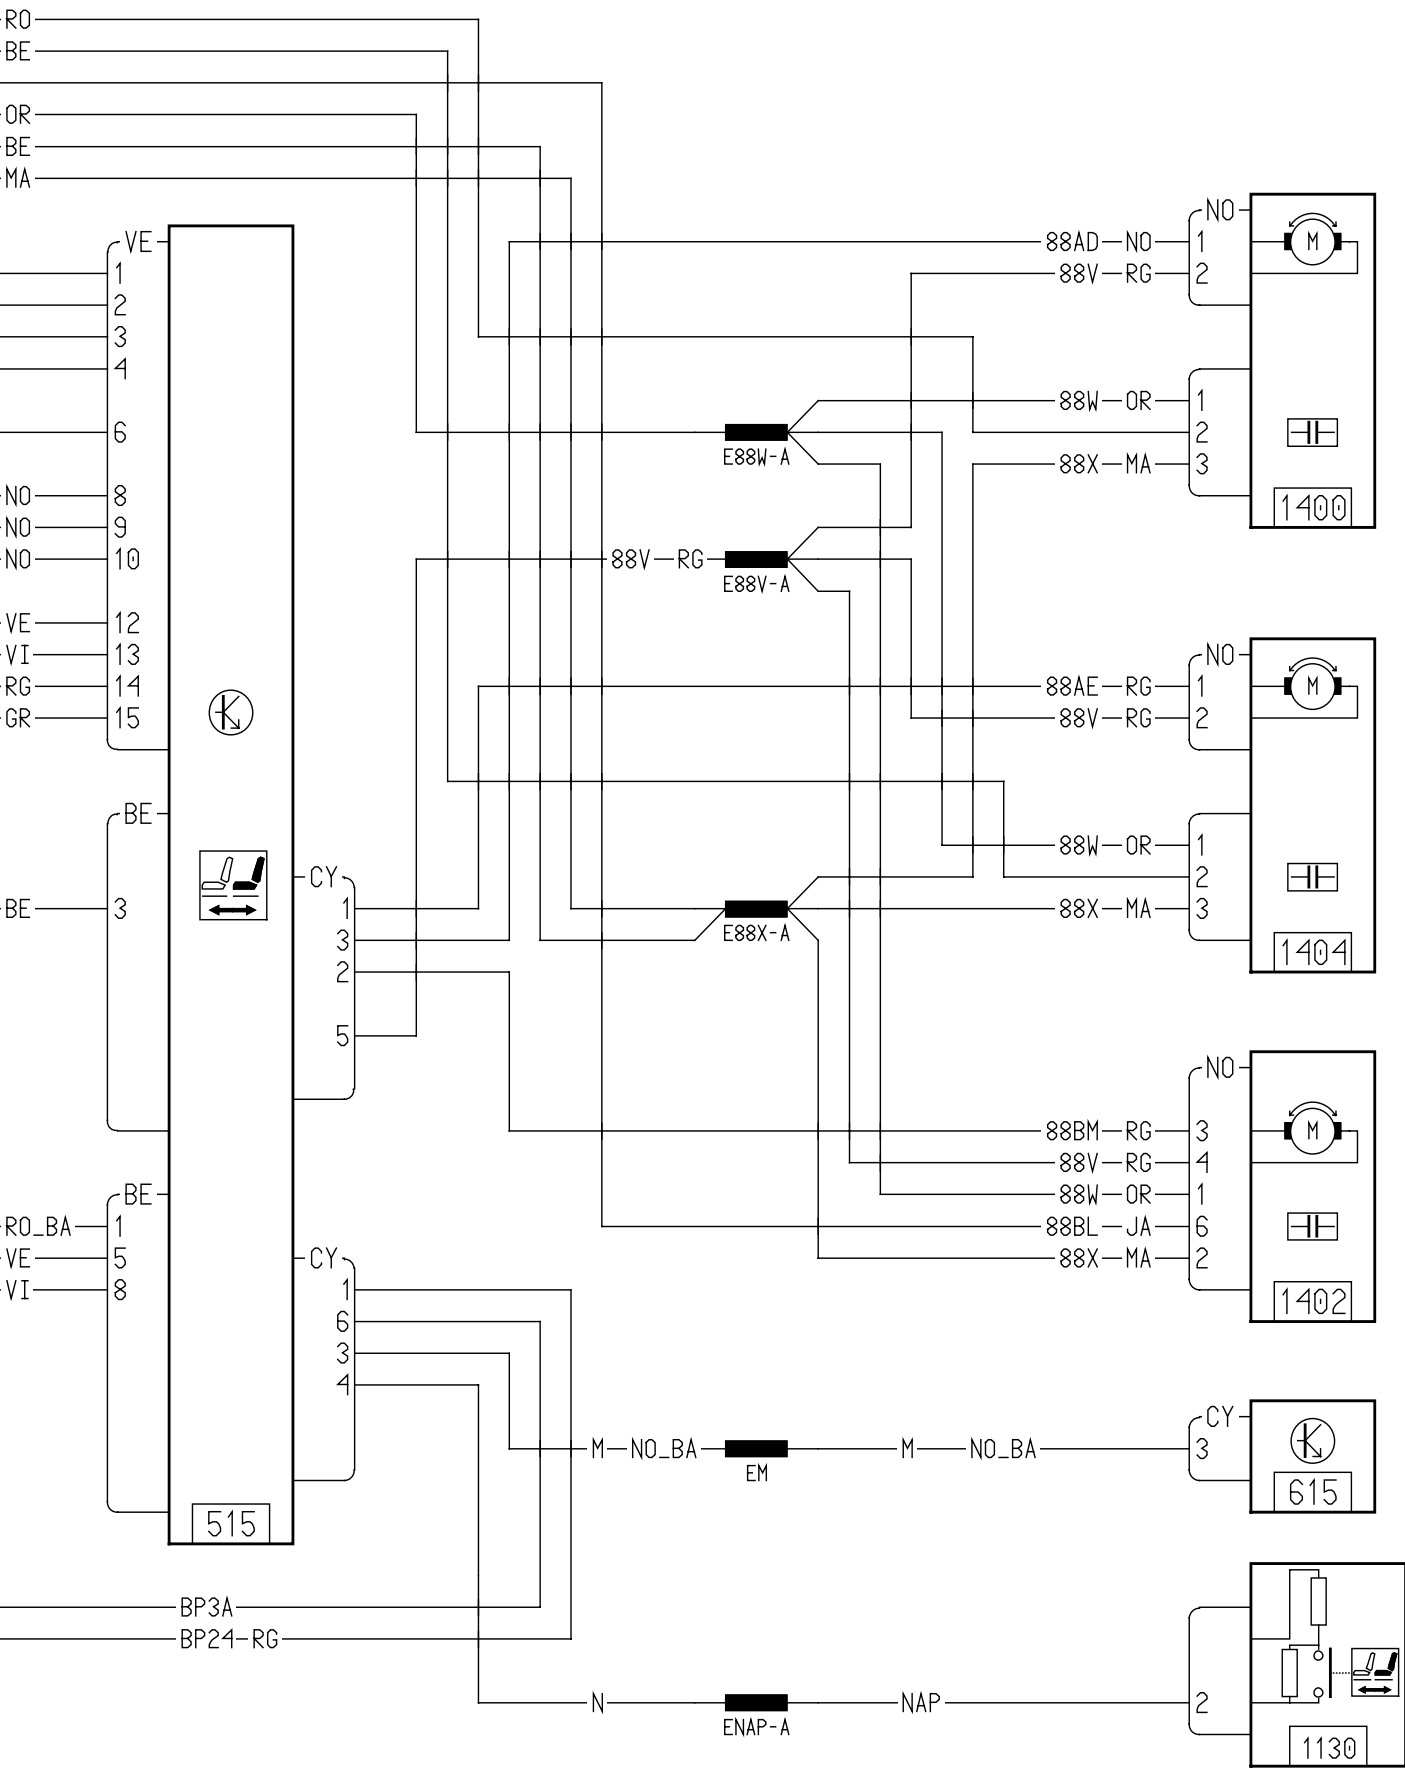 RO
BE
OR
BE
MA
NO
VE
88AD NO 1 M
1 88V RG 2
2
3
4 88W OR 1
6 2
E88W-A 88X MA 3
NO 8
1400
NO 9
NO 10 88V RG
E88V-A
VE 12
VI 13 NO
RG 14 88AE RG 1 M
GR 15 88V RG 2
BE
88W OR 1
CY 2
BE 3 1 88X MA 3
E88X-A
3
1404
2
5
NO
88BM RG 3 M
88V RG 4
BE 88W OR 1
RO_BA 1 88BL JA 6
VE 5 CY 88X MA 2
VI 8 1
1402
6
3
4
CY
M NO_BA M NO_BA 3
EM
615
515
BP3A
BP24 RG
N NAP 2
ENAP-A
1130